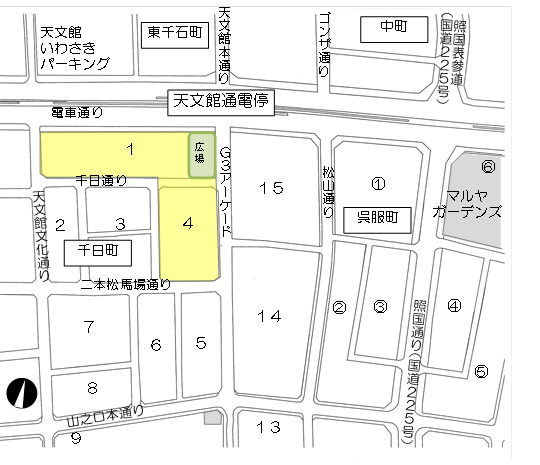 天文館
いわさき
パーキング
東千石町
天文館本通り
ゴンザ通り
中町
照国表参道
(国道225号)
天文館通電停
電車通り
1
広場
千日通り
G3アーケード
15
松山通り
①
⑥
マルヤ
ガーデンズ
呉服町
天文館文化通り
2
3
4
千日町
二本松馬場通り
7
6
5
14
②
③
④
照国通り(国道225号)
⑤
8
山之口本通り
9
13